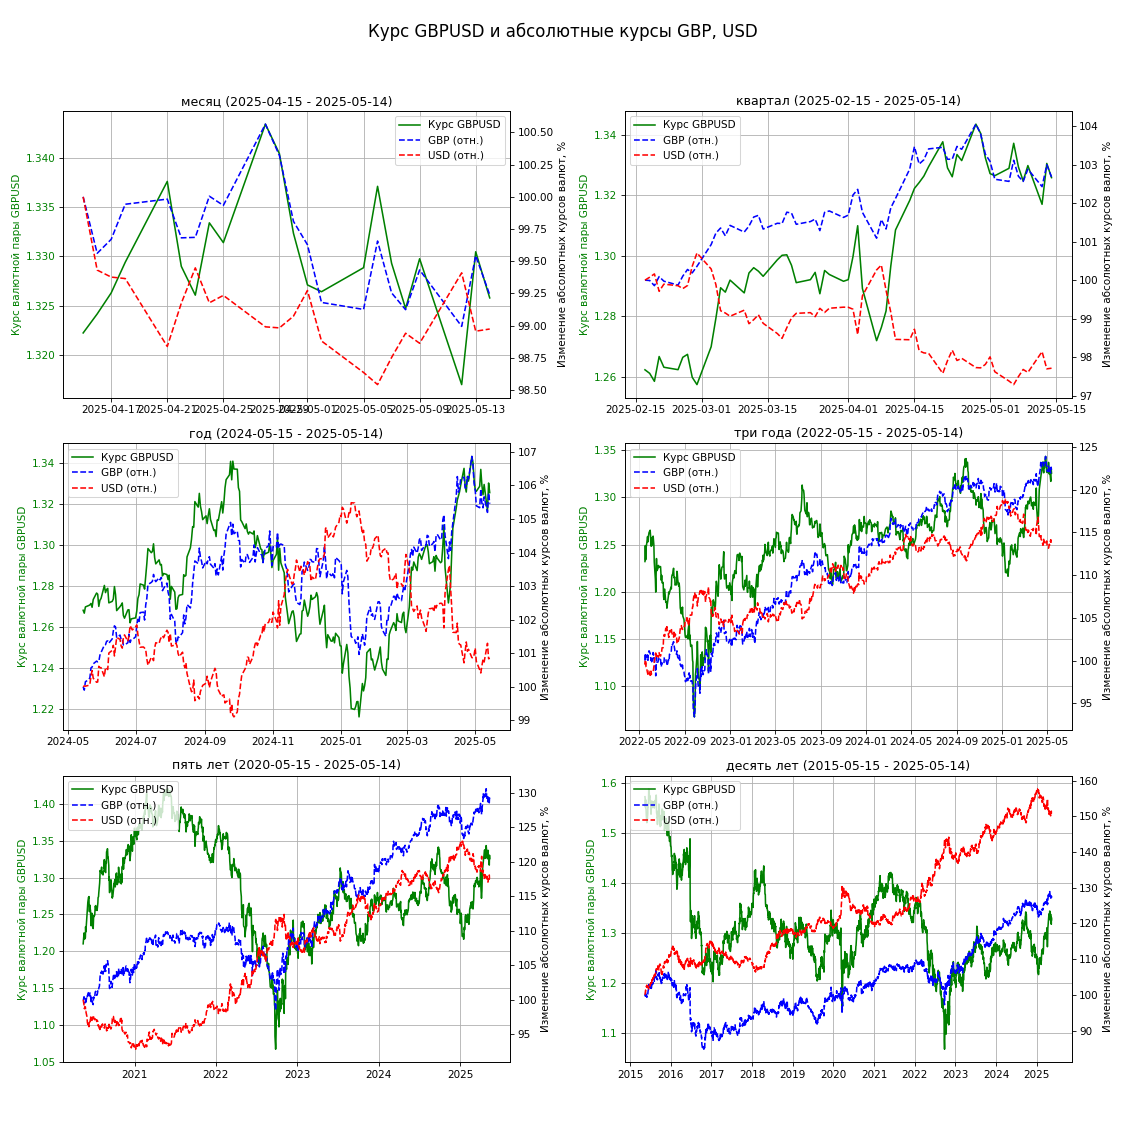 Курс GBPUSD и абсолютные курсы GBP, USD
месяц (2025-04-15 - 2025-05-14)
Курс валютной пары GBPUSD
1.340
1.335
1.330
1.325
1.320
Курс GBPUSD
GBP (отн.)
USD (отн.)
100.50
100.25
100.00
99.75
99.50
99.25
99.00
98.75
98.50
Изменение абсолютных курсов валют, %
2025-04-17 2025-04-21 2025-04-25 2025-04-29 2025-05-01 2025-05-05 2025-05-09 2025-05-13
квартал (2025-02-15 - 2025-05-14)
Курс валютной пары GBPUSD
1.34
1.32
1.30
1.28
1.26
Курс GBPUSD
GBP (отн.)
USD (отн.)
104
103
102
101
100
99
98
97
Изменение абсолютных курсов валют, %
2025-02-15 2025-03-01 2025-03-15 2025-04-01 2025-04-15 2025-05-01 2025-05-15
год (2024-05-15 - 2025-05-14)
Курс валютной пары GBPUSD
1.34
1.32
1.30
1.28
1.26
1.24
1.22
Курс GBPUSD
GBP (отн.)
USD (отн.)
107
106
105
104
103
102
101
100
99
Изменение абсолютных курсов валют, %
2024-05 2024-07 2024-09 2024-11 2025-01 2025-03 2025-05
три года (2022-05-15 - 2025-05-14)
Курс валютной пары GBPUSD
1.35
1.30
1.25
1.20
1.15
1.10
Курс GBPUSD
GBP (отн.)
USD (отн.)
125
120
115
110
105
100
95
Изменение абсолютных курсов валют, %
2022-05 2022-09 2023-01 2023-05 2023-09 2024-01 2024-05 2024-09 2025-01 2025-05
пять лет (2020-05-15 - 2025-05-14)
Курс валютной пары GBPUSD
1.40
1.35
1.30
1.25
1.20
1.15
1.10
1.05
Курс GBPUSD
GBP (отн.)
USD (отн.)
130
125
120
115
110
105
100
95
Изменение абсолютных курсов валют, %
2021 2022 2023 2024 2025
десять лет (2015-05-15 - 2025-05-14)
Курс валютной пары GBPUSD
1.6
1.5
1.4
1.3
1.2
1.1
Курс GBPUSD
GBP (отн.)
USD (отн.)
160
150
140
130
120
110
100
90
Изменение абсолютных курсов валют, %
2015 2016 2017 2018 2019 2020 2021 2022 2023 2024 2025